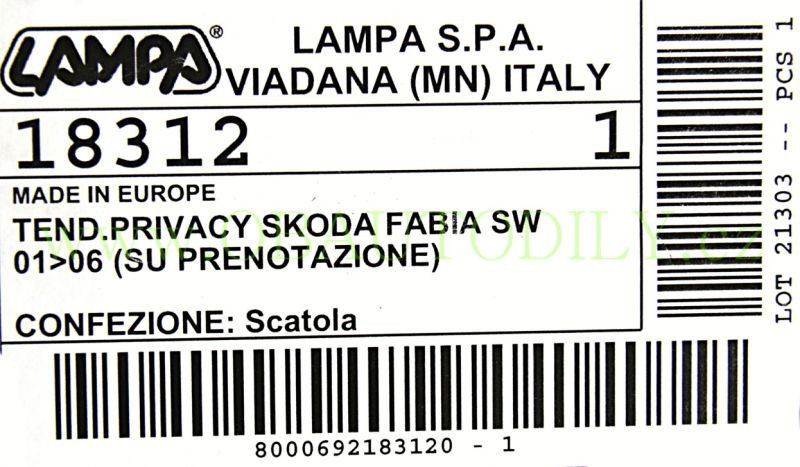 LAMPA®
LAMPA S.P.A.
VIADANA (MN) ITALY
18312 1
MADE IN EUROPE
TEND.PRIVACY SKODA FABIA SW
01>06 (SU PRENOTAZIONE)
CONFEZIONE: Scatola
8000692183120 - 1
LOT 21303 -- PCS 1